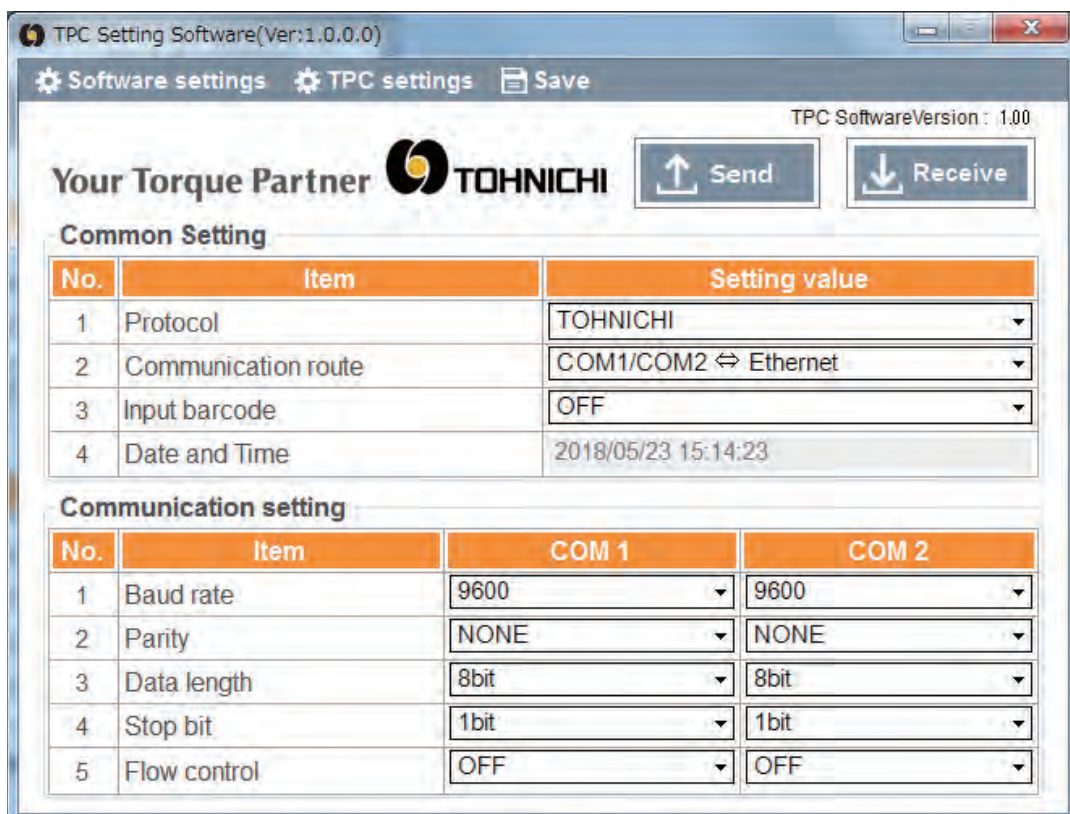 TPC Setting Software(Ver:1.0.0.0)
Software settings TPC settings Save
TPC SoftwareVersion : 1.00
Your Torque Partner TOHNICHI Send Receive
Common Setting
No. Item Setting value
1 Protocol TOHNICHI
2 Communication route COM1/COM2 ⇔ Ethernet
3 Input barcode OFF
4 Date and Time 2018/05/23 15:14:23
Communication setting
No. Item COM 1 COM 2
1 Baud rate 9600 9600
2 Parity NONE NONE
3 Data length 8bit 8bit
4 Stop bit 1bit 1bit
5 Flow control OFF OFF